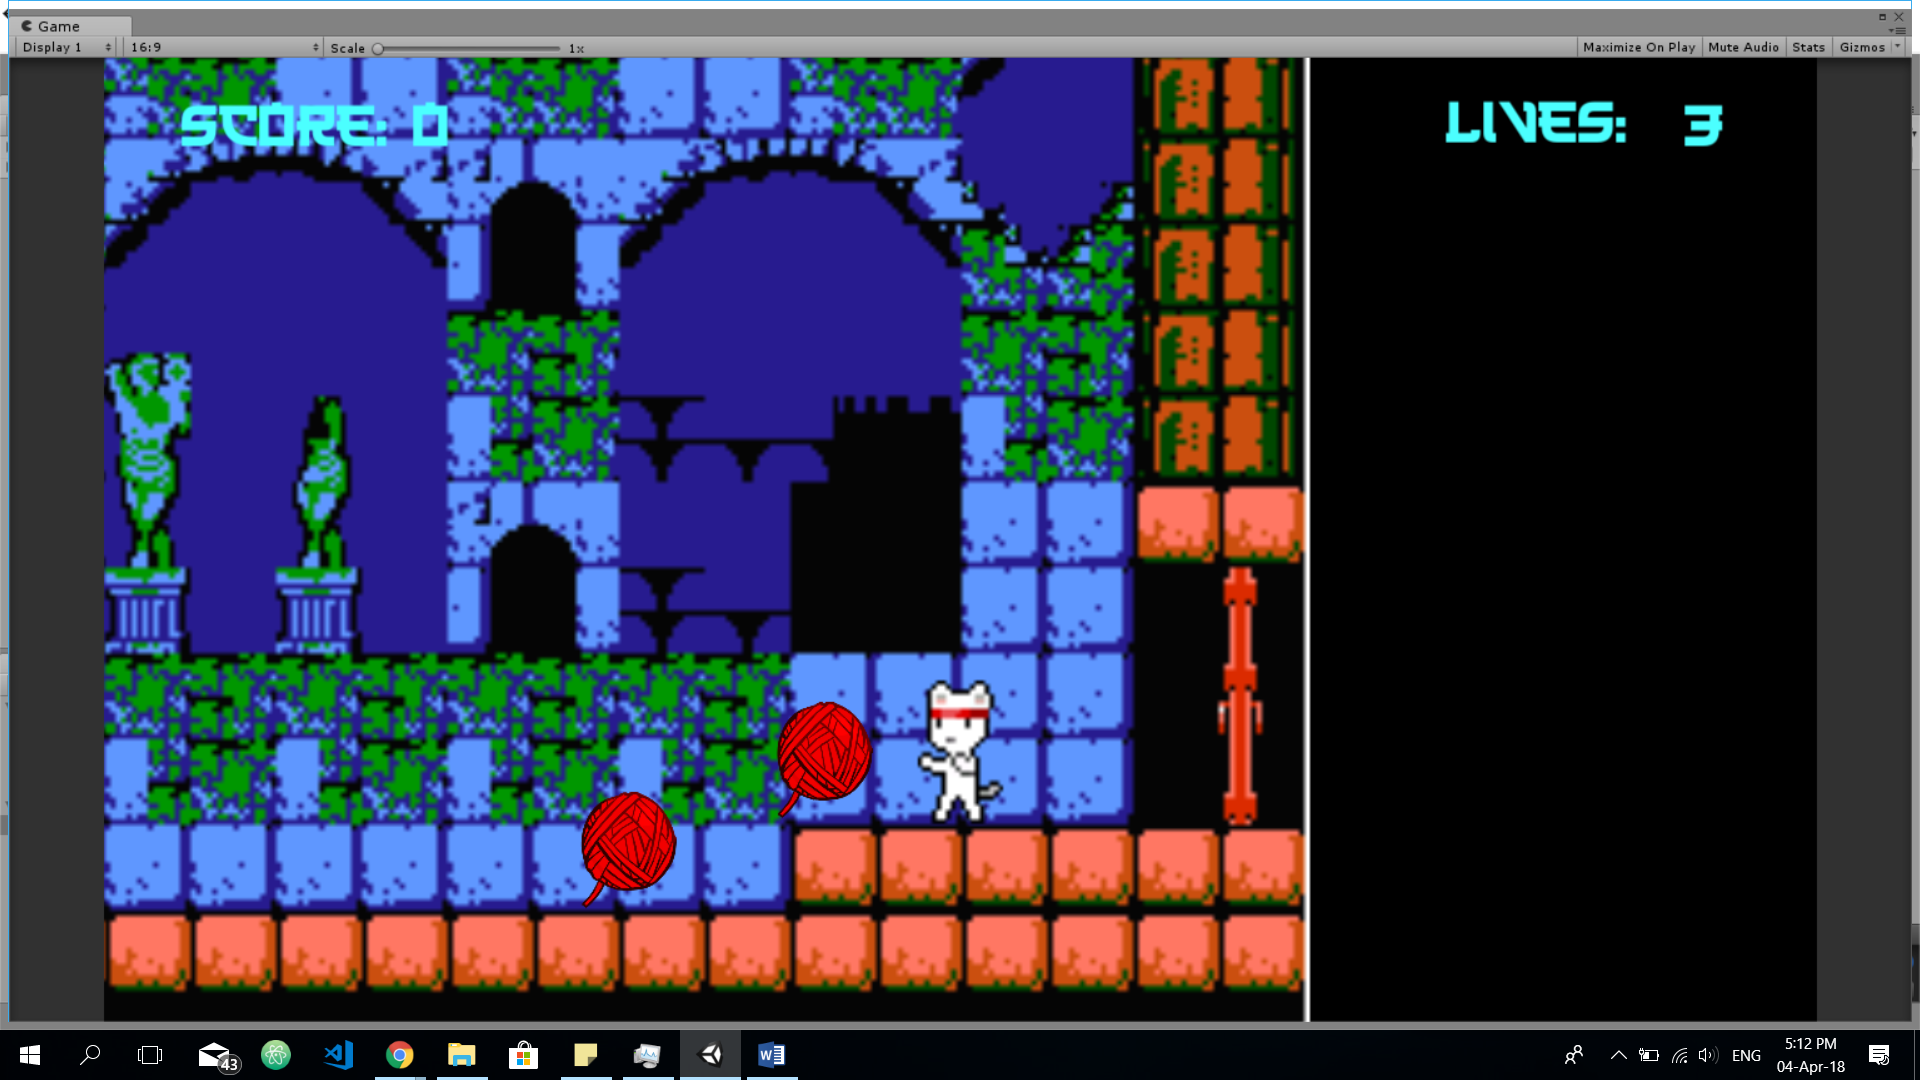 Game
Display 1 16:9 Scale 1x Maximize On Play Mute Audio Stats Gizmos
SCORE: 0 LIVES: 3
43 ENG 5:12 PM
04-Apr-18